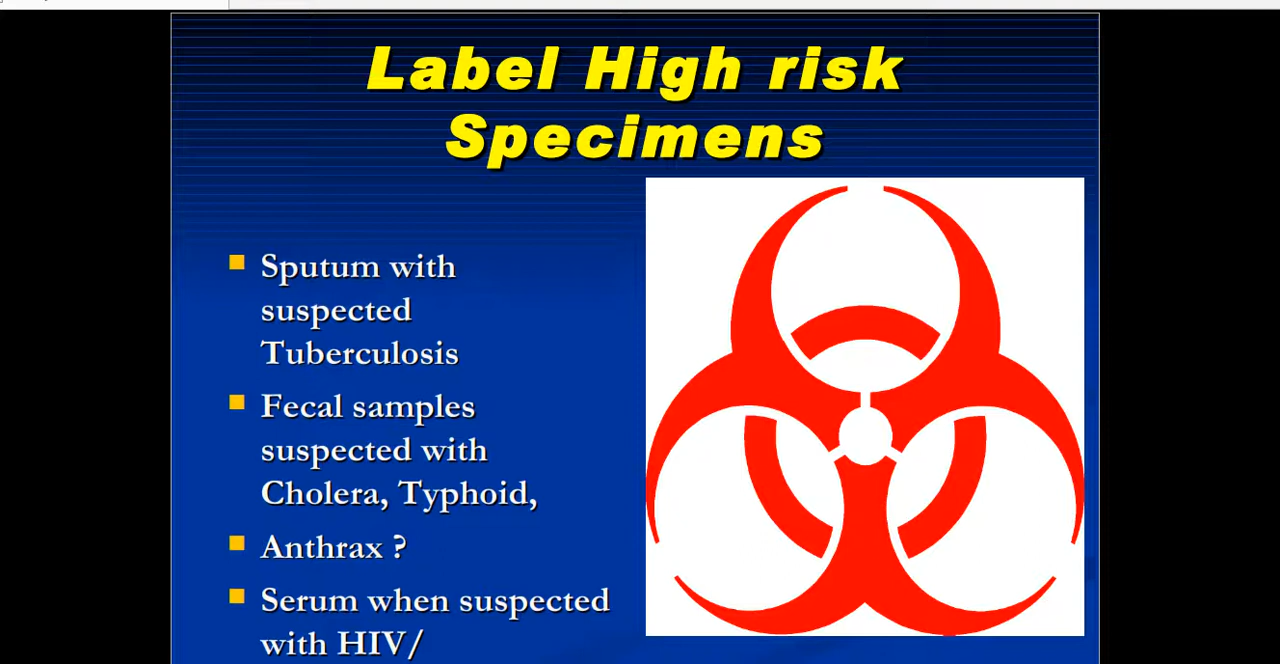 Label High risk
Specimens
Sputum with
suspected
Tuberculosis
Fecal samples
suspected with
Cholera, Typhoid,
Anthrax ?
Serum when suspected
with HIV/